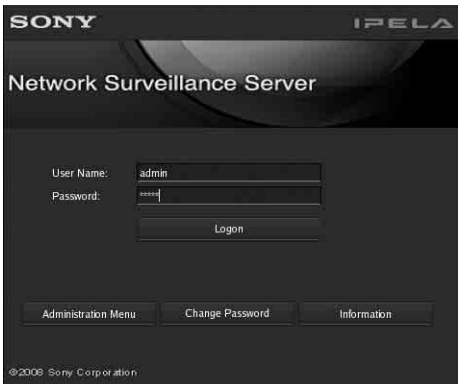 SONY
IPELA
Network Surveillance Server
User Name: admin
Password: *****
Logon
Administration Menu Change Password Information
©2008 Sony Corporation